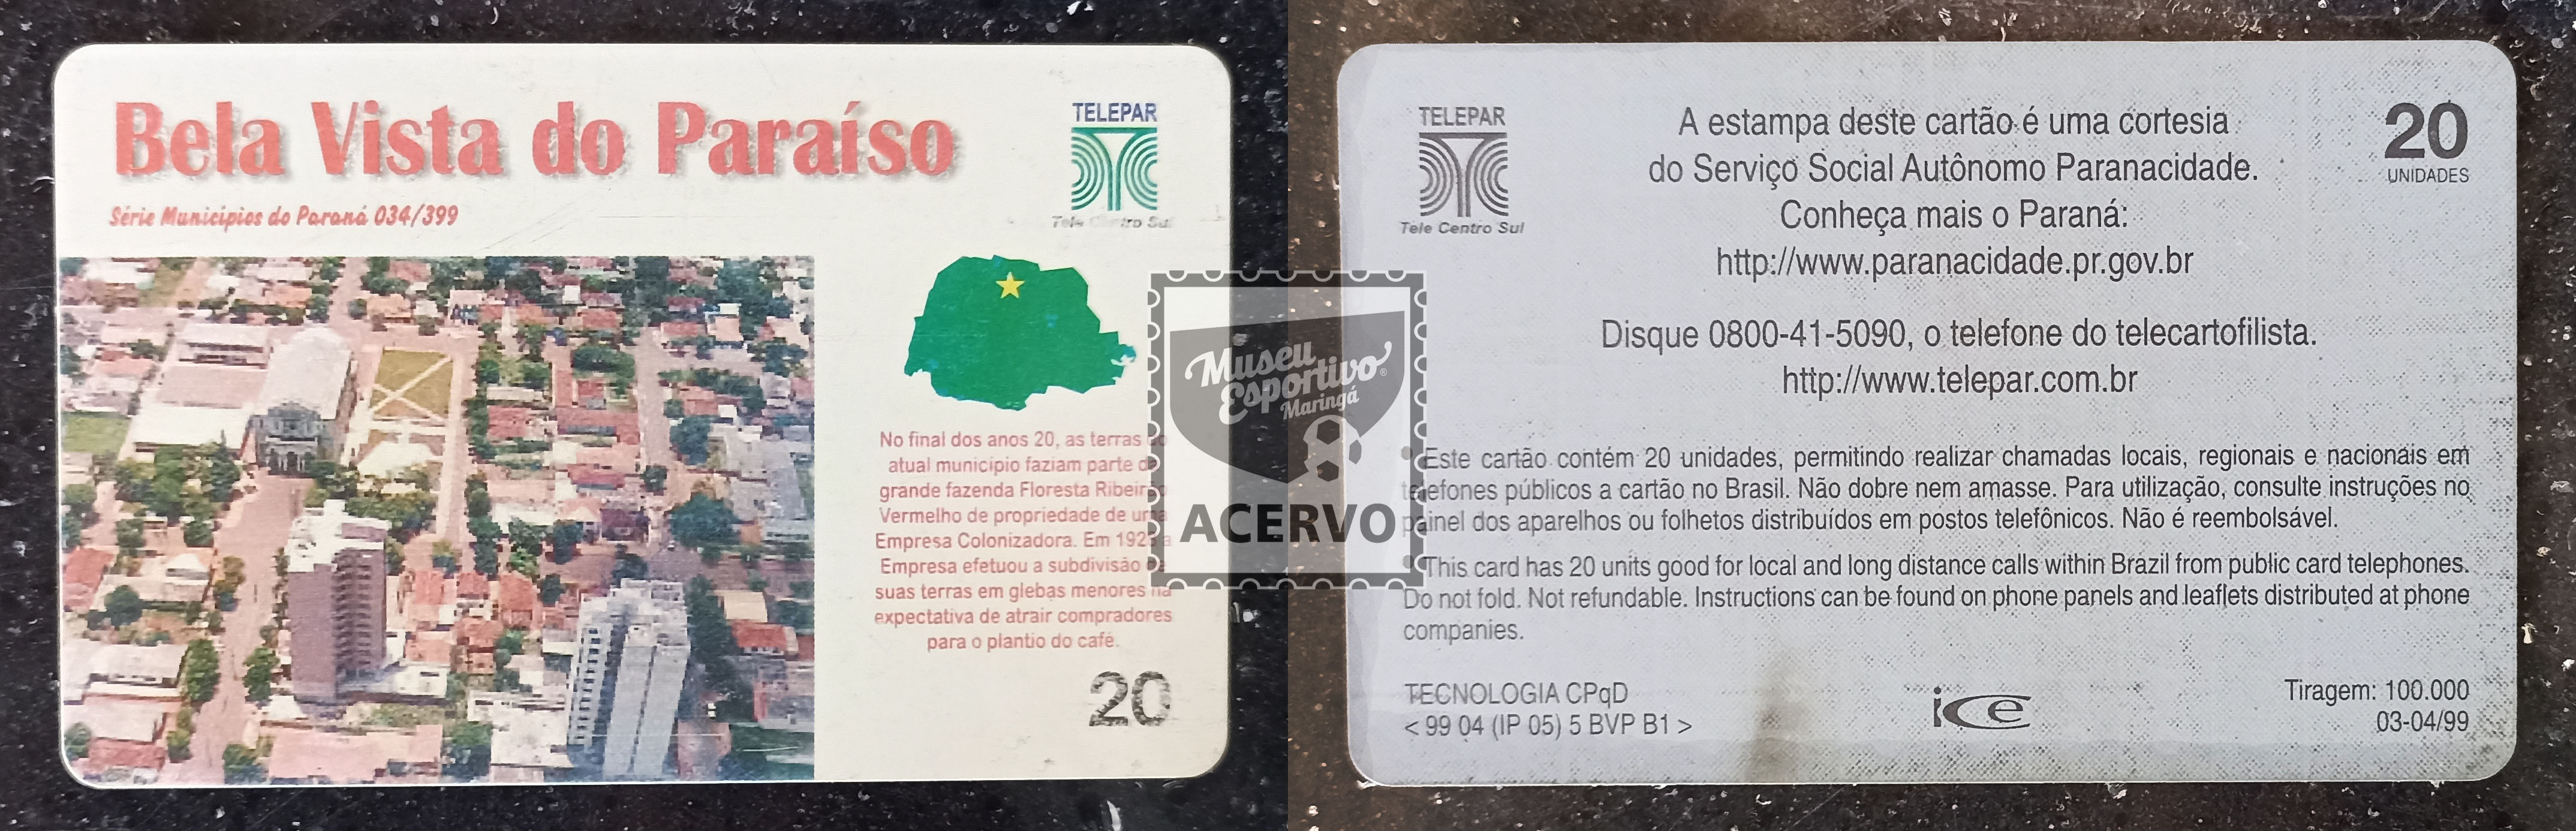 Bela Vista do Paraíso
Série Municípios do Paraná 034/399
TELEPAR
Tele Centro Sul
No final dos anos 20, as terras do
atual município faziam parte da
grande fazenda Floresta Ribeirão
Vermelho de propriedade de uma
Empresa Colonizadora. Em 192 a
Empresa efetuou a subdivisão de
suas terras em glebas menores na
expectativa de atrair compradores
para o plantio do café.
20
Museu
Esportivo®
Maringá
ACERVO
TELEPAR
Tele Centro Sul
A estampa deste cartão é uma cortesia
do Serviço Social Autônomo Paranacidade.
Conheça mais o Paraná:
http://www.paranacidade.pr.gov.br
20
UNIDADES
Disque 0800-41-5090, o telefone do telecartofilista.
http://www.telepar.com.br
• Este cartão contém 20 unidades, permitindo realizar chamadas locais, regionais e nacionais em
telefones públicos a cartão no Brasil. Não dobre nem amasse. Para utilização, consulte instruções no
painel dos aparelhos ou folhetos distribuídos em postos telefônicos. Não é reembolsável.
• This card has 20 units good for local and long distance calls within Brazil from public card telephones.
Do not fold. Not refundable. Instructions can be found on phone panels and leaflets distributed at phone
companies.
TECNOLOGIA CPqD
< 99 04 (IP 05) 5 BVP B1 >
ice
Tiragem: 100.000
03-04/99